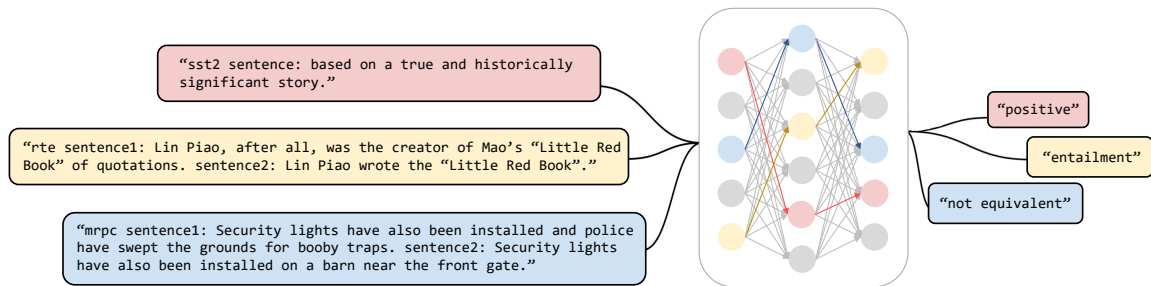 “sst2 sentence: based on a true and historically
significant story.”
“rte sentence1: Lin Piao, after all, was the creator of Mao’s “Little Red
Book” of quotations. sentence2: Lin Piao wrote the “Little Red Book”.”
“mrpc sentence1: Security lights have also been installed and police
have swept the grounds for booby traps. sentence2: Security lights
have also been installed on a barn near the front gate.”
“positive”
“entailment”
“not equivalent”